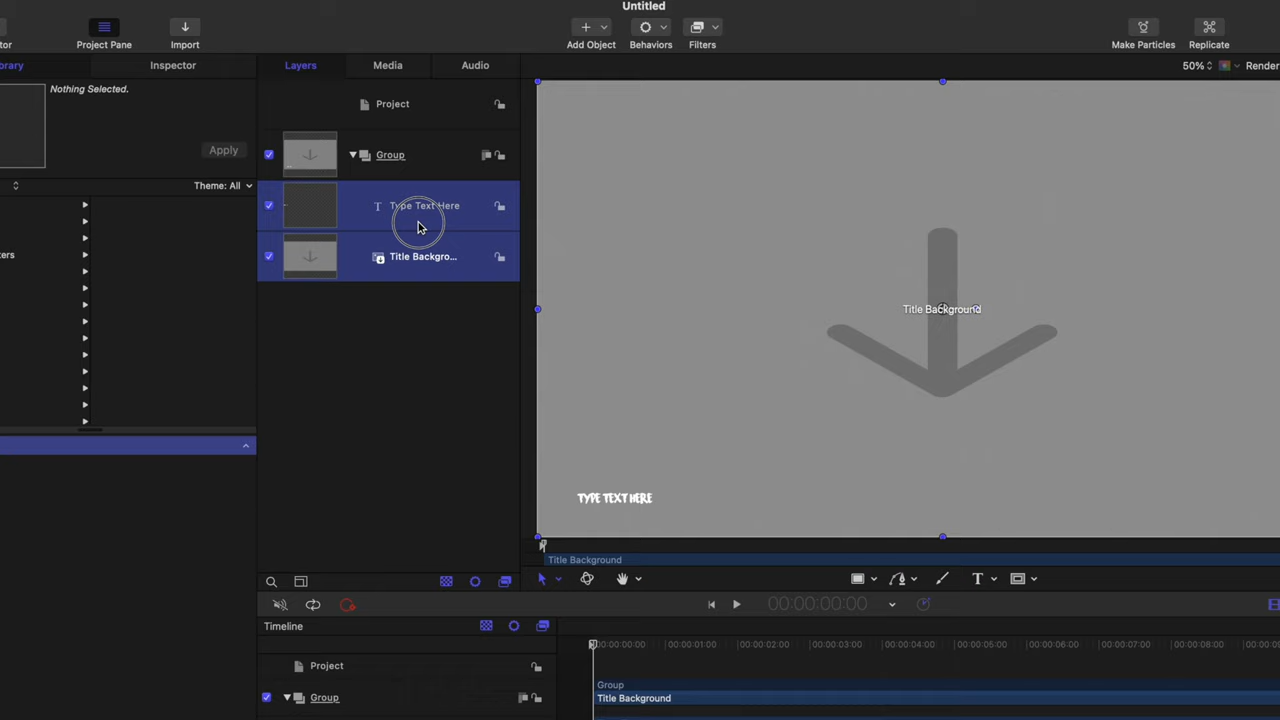 Untitled
Project Pane
Import
Add Object
Behaviors
Filters
Make Particles
Replicate
Inspector
Layers
Media
Audio
50%
Render
Nothing Selected.
Project
Apply
Group
Theme: All
Type Text Here
Title Backgro...
Title Background
TYPE TEXT HERE
Title Background
00:00:00:00
Timeline
00:00:00:00
00:00:01:00
00:00:02:00
00:00:03:00
00:00:04:00
00:00:05:00
00:00:06:00
00:00:07:00
00:00:08:00
Project
Group
Group
Title Background